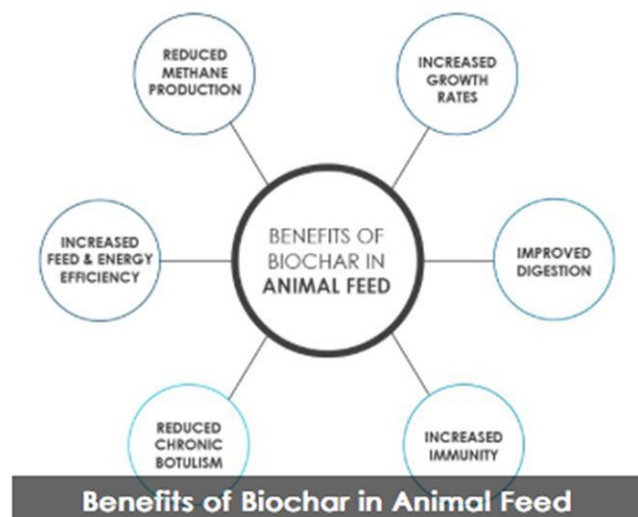 REDUCED
METHANE
PRODUCTION
INCREASED
GROWTH
RATES
INCREASED
FEED & ENERGY
EFFICIENCY
BENEFITS OF
BIOCHAR IN
ANIMAL FEED
IMPROVED
DIGESTION
REDUCED
CHRONIC
BOTULISM
INCREASED
IMMUNITY
Benefits of Biochar in Animal Feed